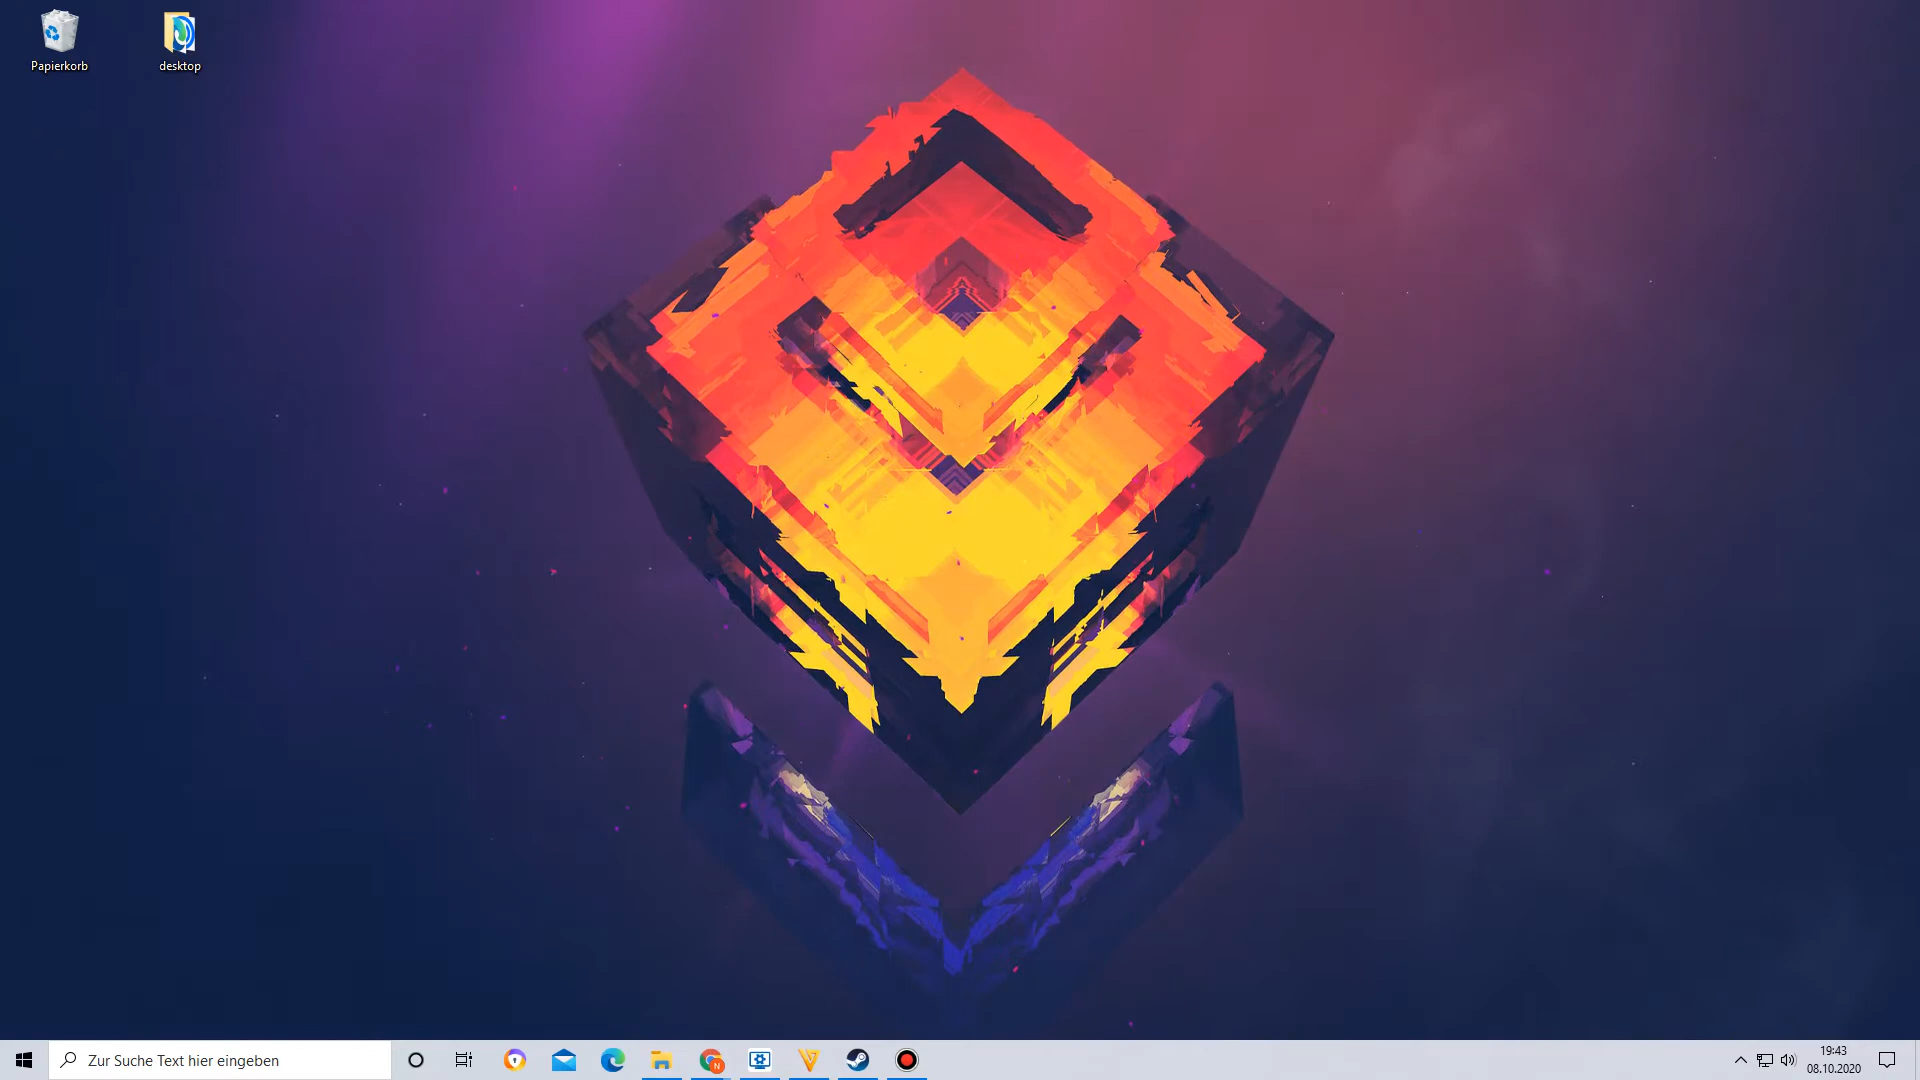 Papierkorb
desktop
Zur Suche Text hier eingeben
N
19:43
08.10.2020